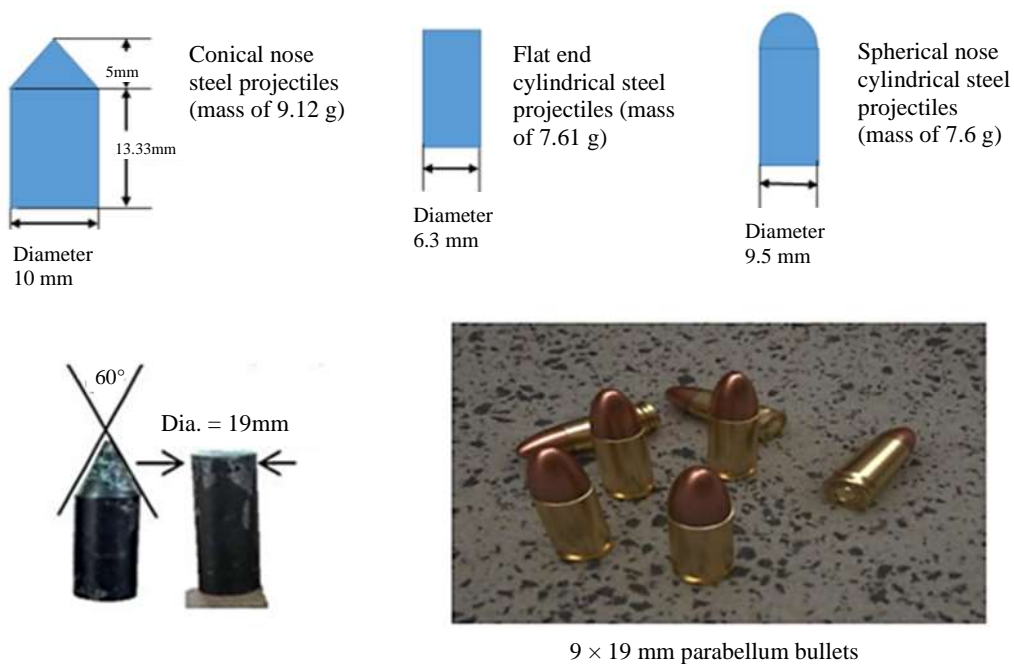 5mm
13.33mm
Conical nose
steel projectiles
(mass of 9.12 g)
Diameter
10 mm
Flat end
cylindrical steel
projectiles (mass
of 7.61 g)
Diameter
6.3 mm
Spherical nose
cylindrical steel
projectiles
(mass of 7.6 g)
Diameter
9.5 mm
60°
Dia. = 19mm
9 × 19 mm parabellum bullets